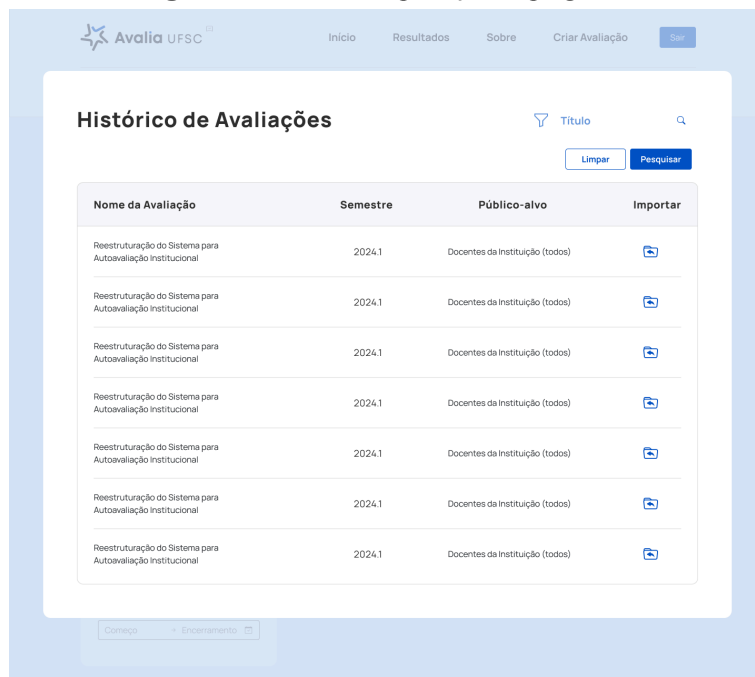 Avalia UFSC
Início Resultados Sobre Criar Avaliação Sair
Histórico de Avaliações
Título
Limpar Pesquisar
Nome da Avaliação Semestre Público-alvo Importar
Reestruturação do Sistema para
Autoavaliação Institucional
2024.1 Docentes da Instituição (todos)
Reestruturação do Sistema para
Autoavaliação Institucional
2024.1 Docentes da Instituição (todos)
Reestruturação do Sistema para
Autoavaliação Institucional
2024.1 Docentes da Instituição (todos)
Reestruturação do Sistema para
Autoavaliação Institucional
2024.1 Docentes da Instituição (todos)
Reestruturação do Sistema para
Autoavaliação Institucional
2024.1 Docentes da Instituição (todos)
Reestruturação do Sistema para
Autoavaliação Institucional
2024.1 Docentes da Instituição (todos)
Reestruturação do Sistema para
Autoavaliação Institucional
2024.1 Docentes da Instituição (todos)
Começo - Encerramento